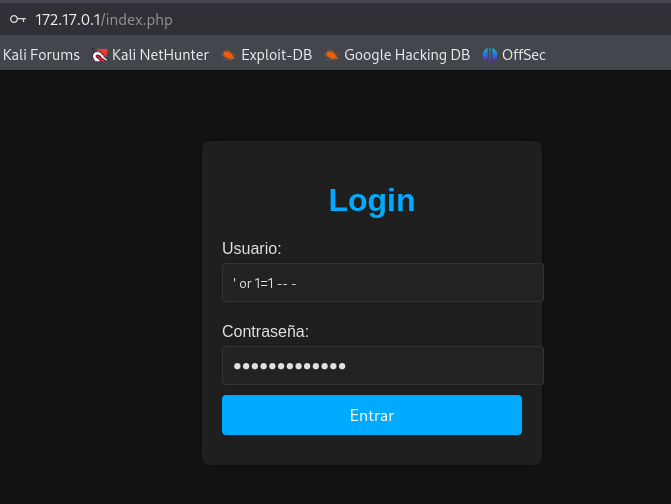 172.17.0.1/index.php
Kali Forums Kali NetHunter Exploit-DB Google Hacking DB OffSec
Login
Usuario:
' or 1=1 -- -
Contraseña:
●●●●●●●●●●●●●
Entrar